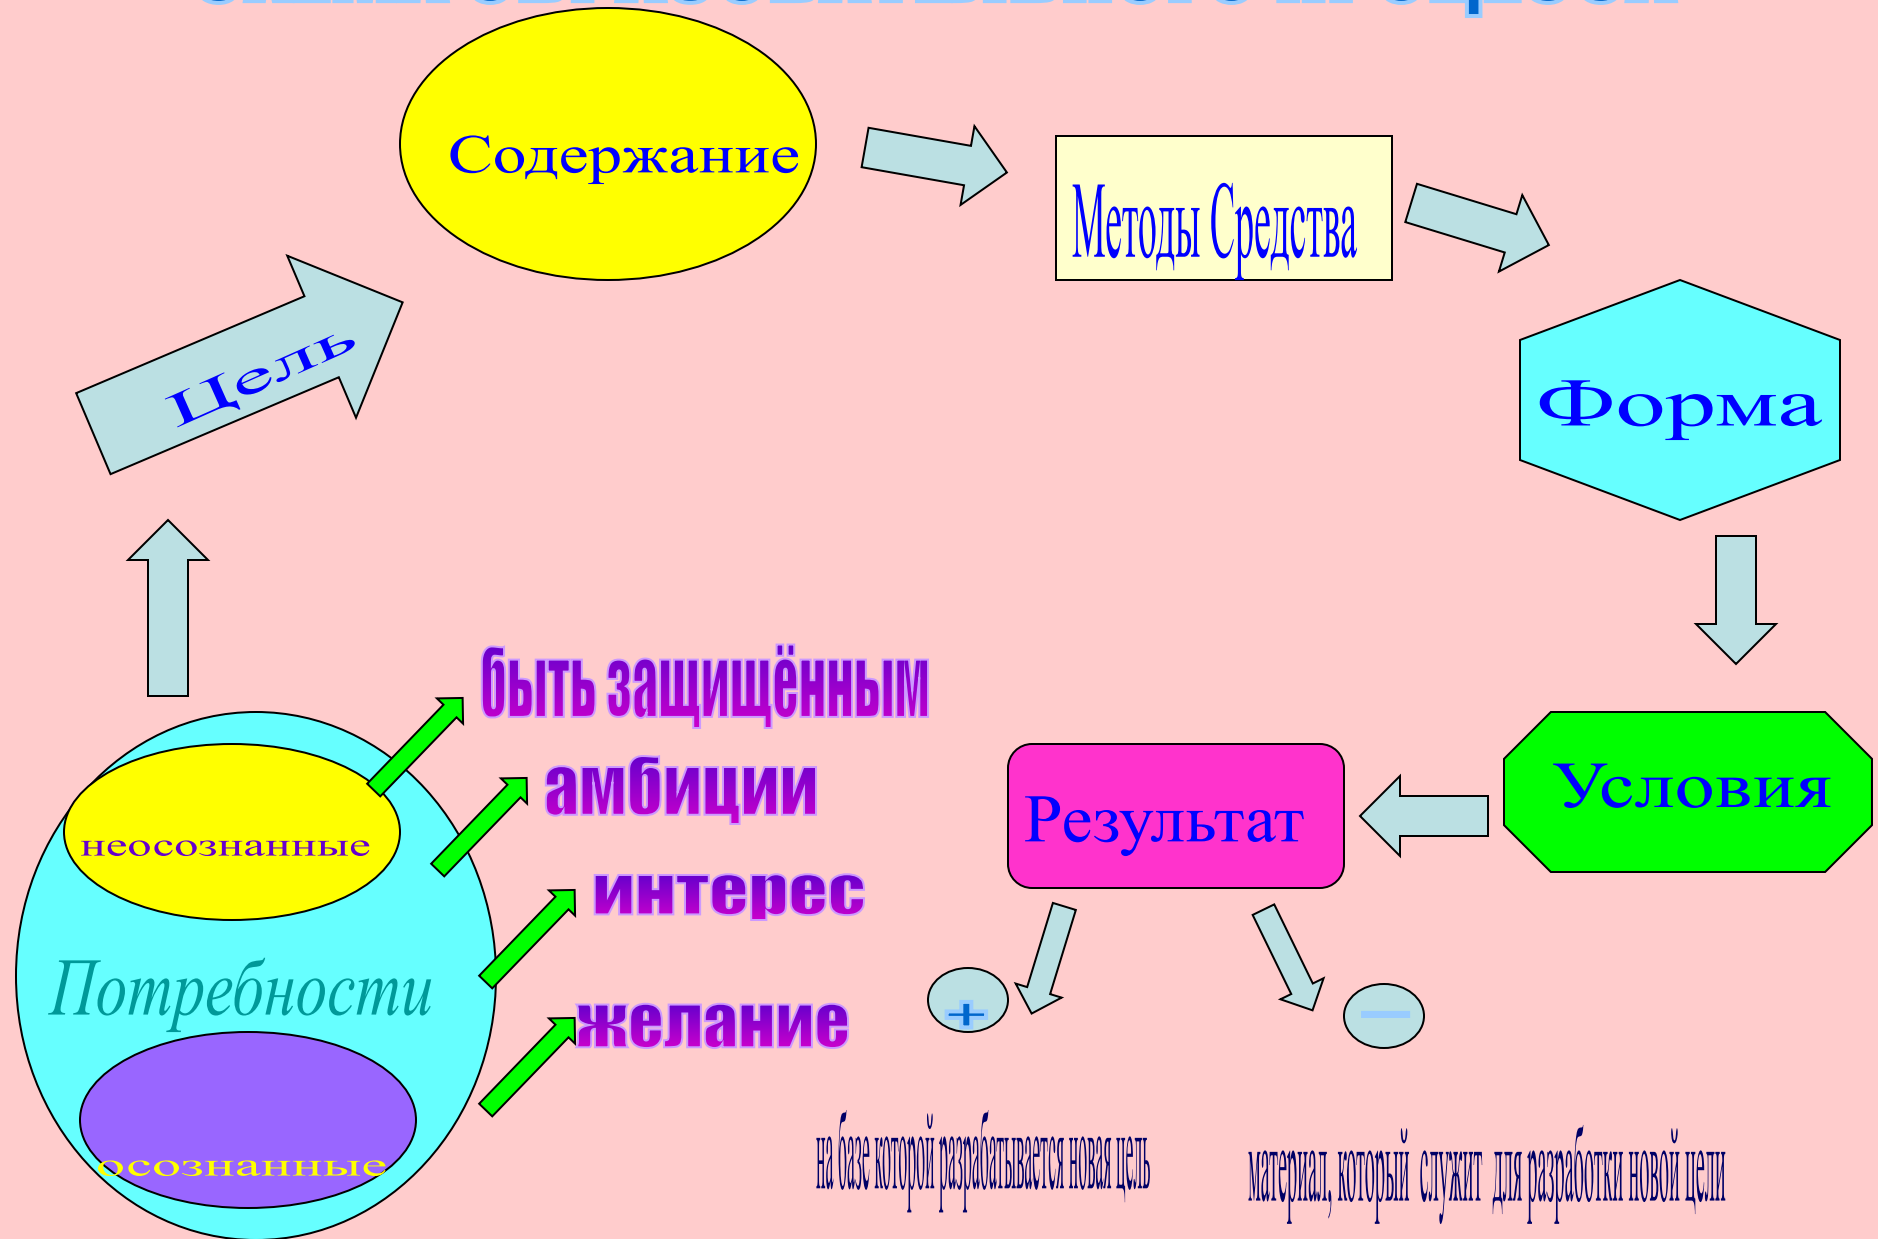 Содержание
Методы Средства
Цель
Форма
быть защищённым
амбиции
интерес
желание
неосознанные
Потребности
осознанные
Условия
Результат
+
—
на базе которой разрабатывается новая цель
материал, который служит для разработки новой цели